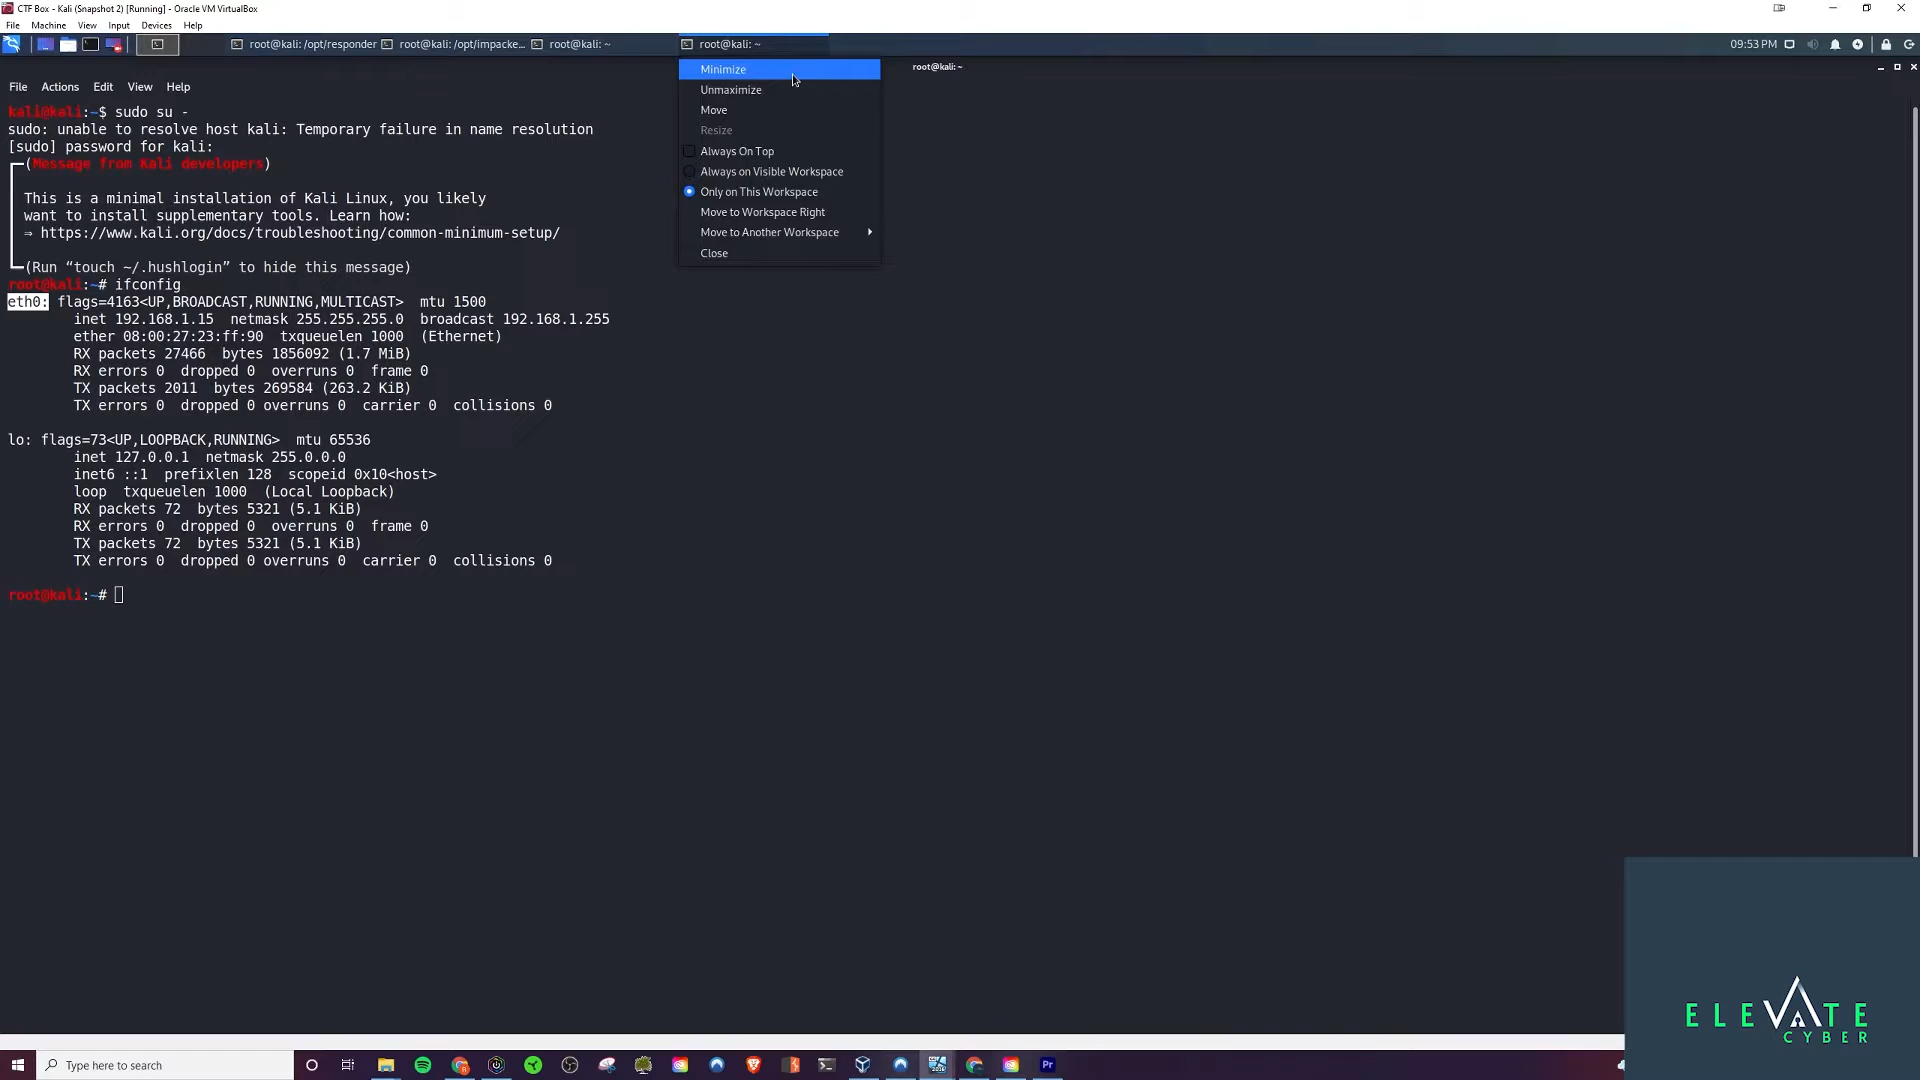 CTF Box - Kali (Snapshot 2) [Running] - Oracle VM VirtualBox
File Machine View Input Devices Help
root@kali: /opt/responder root@kali: /opt/impacke... root@kali: ~ root@kali: ~ 09:53 PM
root@kali: ~
File Actions Edit View Help
Minimize
Unmaximize
Move
Resize
Always On Top
Always on Visible Workspace
Only on This Workspace
Move to Workspace Right
Move to Another Workspace
Close
kali@kali:~$ sudo su -
sudo: unable to resolve host kali: Temporary failure in name resolution
[sudo] password for kali:
(Message from Kali developers)
This is a minimal installation of Kali Linux, you likely
want to install supplementary tools. Learn how:
⇒ https://www.kali.org/docs/troubleshooting/common-minimum-setup/
(Run “touch ~/.hushlogin” to hide this message)
root@kali:~# ifconfig
eth0: flags=4163<UP,BROADCAST,RUNNING,MULTICAST> mtu 1500
inet 192.168.1.15 netmask 255.255.255.0 broadcast 192.168.1.255
ether 08:00:27:23:ff:90 txqueuelen 1000 (Ethernet)
RX packets 27466 bytes 1856092 (1.7 MiB)
RX errors 0 dropped 0 overruns 0 frame 0
TX packets 2011 bytes 269584 (263.2 KiB)
TX errors 0 dropped 0 overruns 0 carrier 0 collisions 0
lo: flags=73<UP,LOOPBACK,RUNNING> mtu 65536
inet 127.0.0.1 netmask 255.0.0.0
inet6 ::1 prefixlen 128 scopeid 0x10<host>
loop txqueuelen 1000 (Local Loopback)
RX packets 72 bytes 5321 (5.1 KiB)
RX errors 0 dropped 0 overruns 0 frame 0
TX packets 72 bytes 5321 (5.1 KiB)
TX errors 0 dropped 0 overruns 0 carrier 0 collisions 0
root@kali:~#
ELEVATE
CYBER
Type here to search
Pr